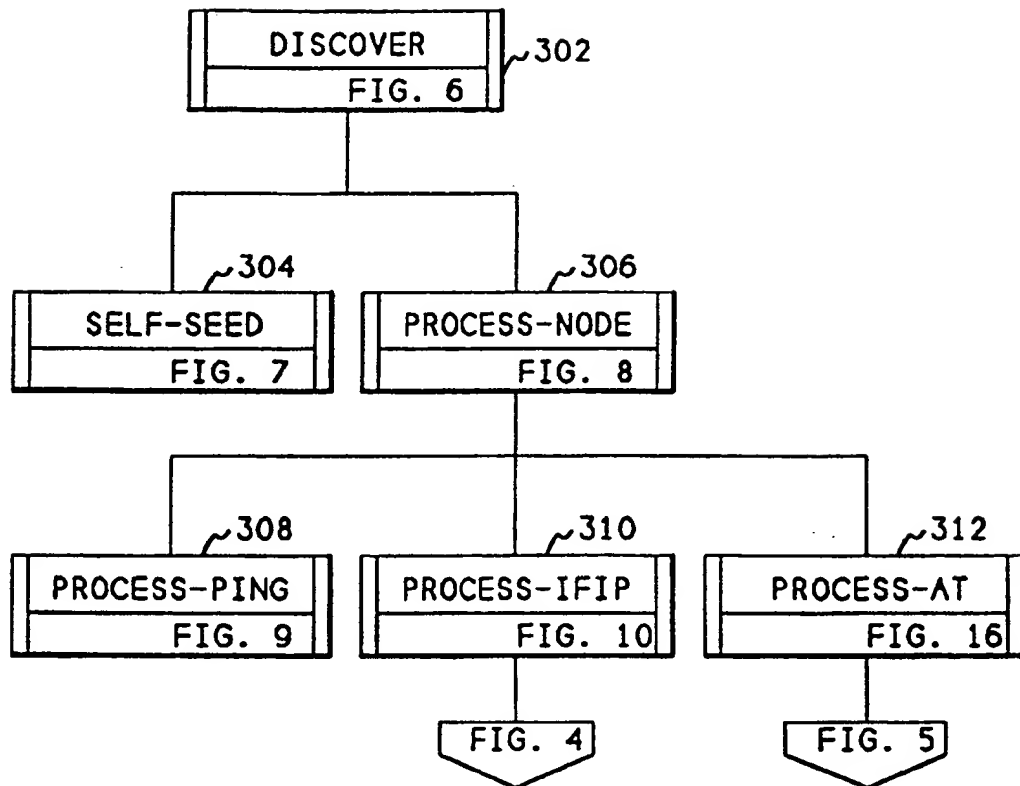 DISCOVER
FIG. 6
302
304
306
SELF-SEED
FIG. 7
PROCESS-NODE
FIG. 8
308
310
312
PROCESS-PING
FIG. 9
PROCESS-IFIP
FIG. 10
PROCESS-AT
FIG. 16
FIG. 4
FIG. 5